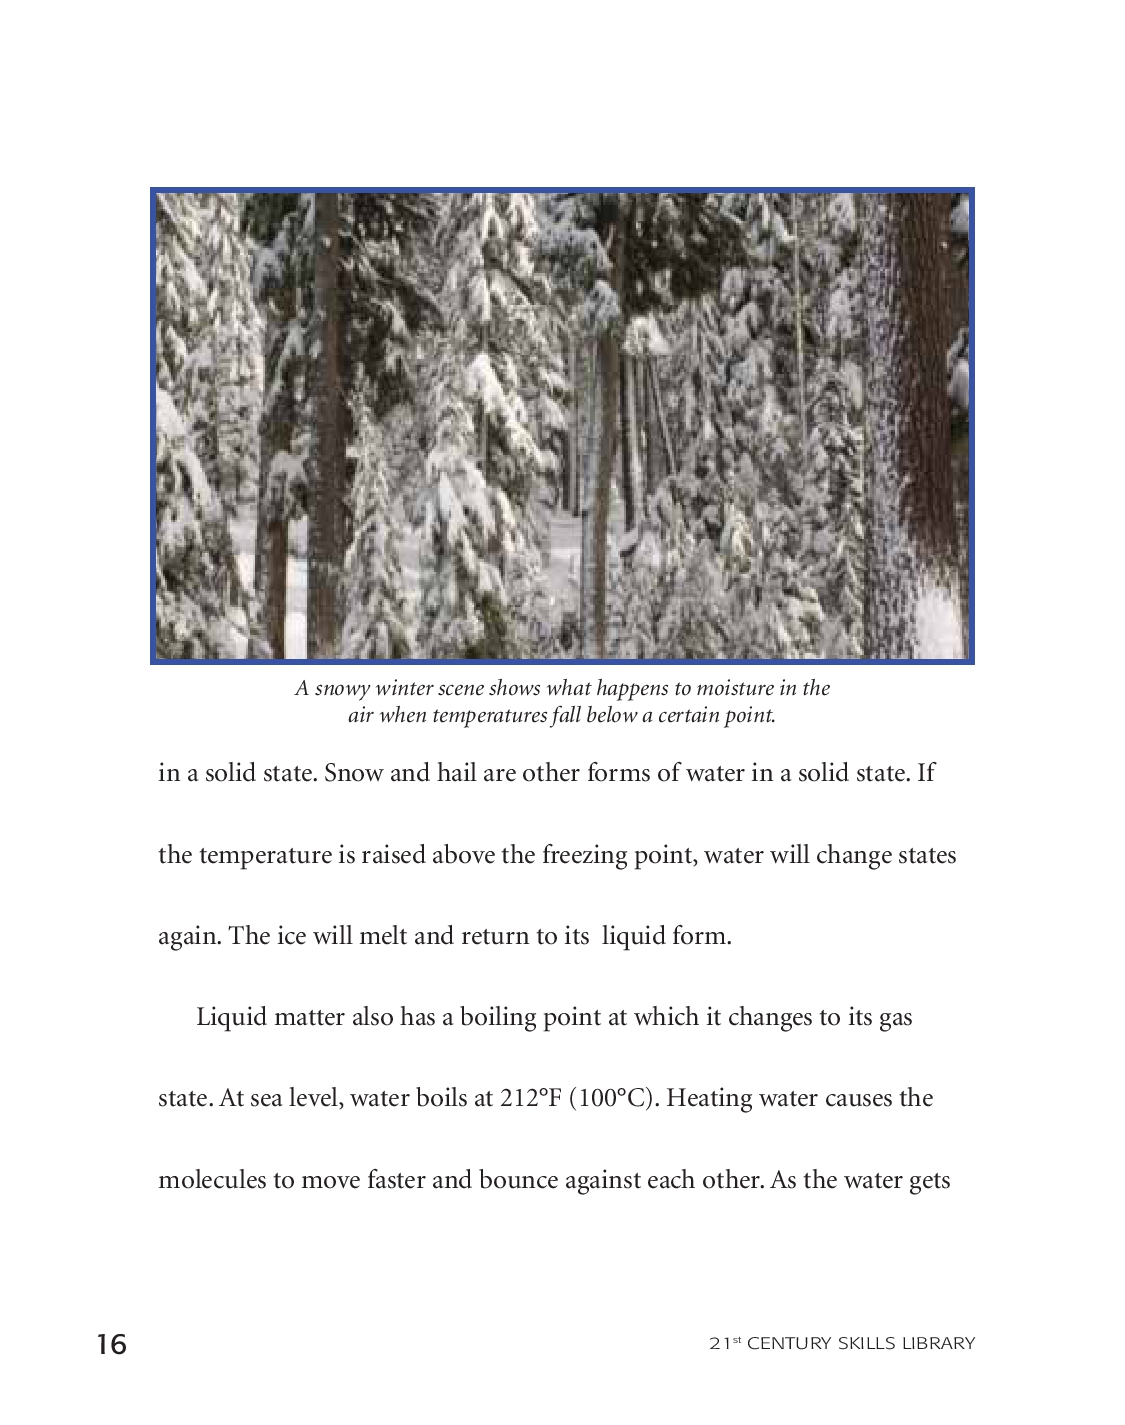 A snowy winter scene shows what happens to moisture in the
air when temperatures fall below a certain point.
in a solid state. Snow and hail are other forms of water in a solid state. If
the temperature is raised above the freezing point, water will change states
again. The ice will melt and return to its  liquid form.
Liquid matter also has a boiling point at which it changes to its gas
state. At sea level, water boils at 212°F (100°C). Heating water causes the
molecules to move faster and bounce against each other. As the water gets
16
21st CENTURY SKILLS LIBRARY